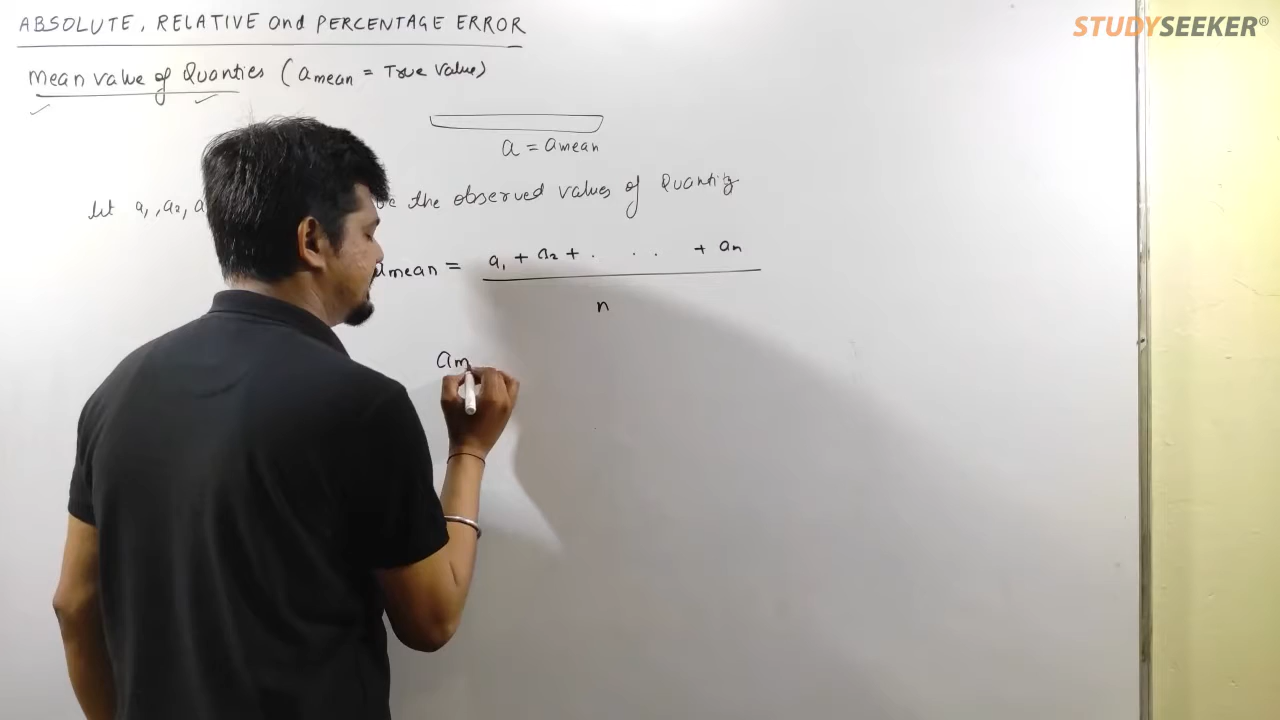 ABSOLUTE, RELATIVE and PERCENTAGE ERROR
STUDYSEEKER®
Mean value of Quanties (amean = True Value)
a = amean
let a1, a2, a be the observed values of Quantity
amean = a1 + a2 + . . . . + an
n
am